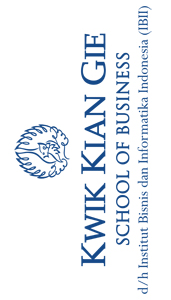 KWIK KIAN GIE
SCHOOL OF BUSINESS
d/h Institut Bisnis dan Informatika Indonesia (IBII)